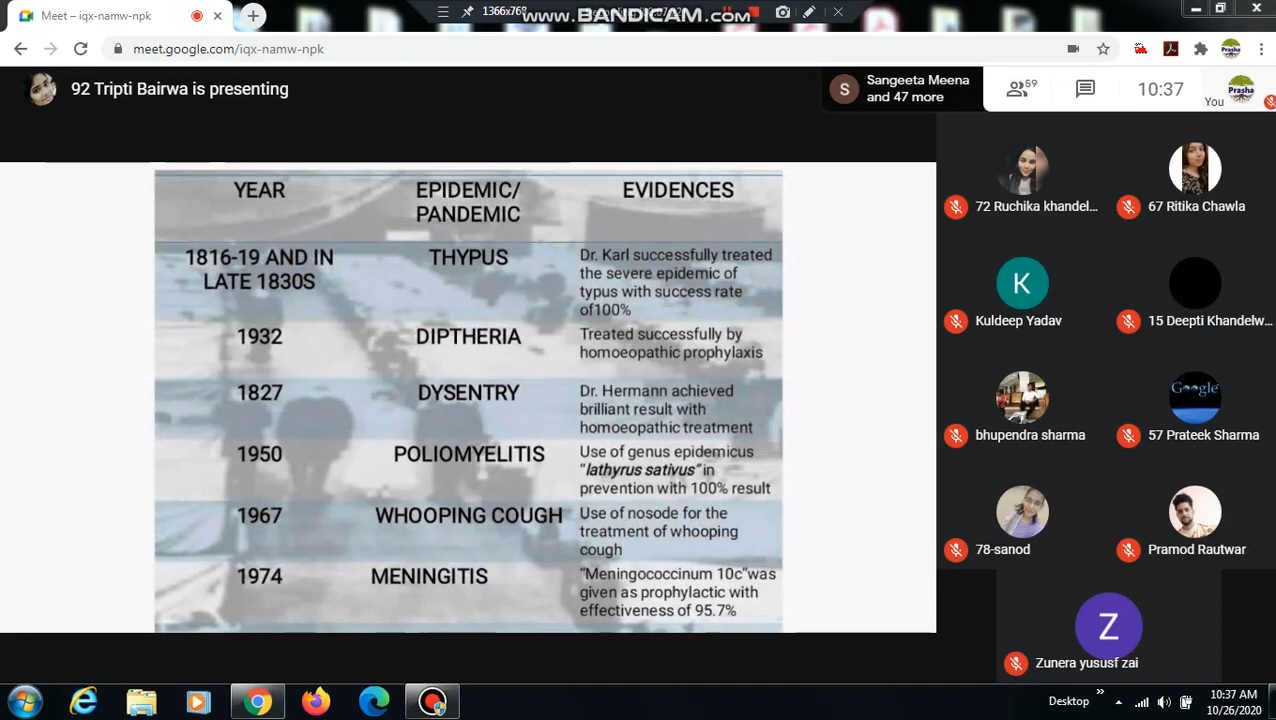 Meet – iqx-namw-npk
1366x768
www.BANDICAM.com
meet.google.com/iqx-namw-npk
92 Tripti Bairwa is presenting
S
Sangeeta Meena
and 47 more
59
10:37
You
Prasha
YEAR
EPIDEMIC/
PANDEMIC
EVIDENCES
1816-19 AND IN
LATE 1830S
THYPUS
Dr. Karl successfully treated
the severe epidemic of
typus with success rate
of100%
1932
DIPTHERIA
Treated successfully by
homoeopathic prophylaxis
1827
DYSENTRY
Dr. Hermann achieved
brilliant result with
homoeopathic treatment
1950
POLIOMYELITIS
Use of genus epidemicus
"lathyrus sativus" in
prevention with 100% result
1967
WHOOPING COUGH
Use of nosode for the
treatment of whooping
cough
1974
MENINGITIS
"Meningococcinum 10c"was
given as prophylactic with
effectiveness of 95.7%
72 Ruchika khandel...
67 Ritika Chawla
K
Kuldeep Yadav
15 Deepti Khandelw...
Google
bhupendra sharma
57 Prateek Sharma
78-sanod
Pramod Rautwar
Z
Zunera yususf zai
Desktop
10:37 AM
10/26/2020